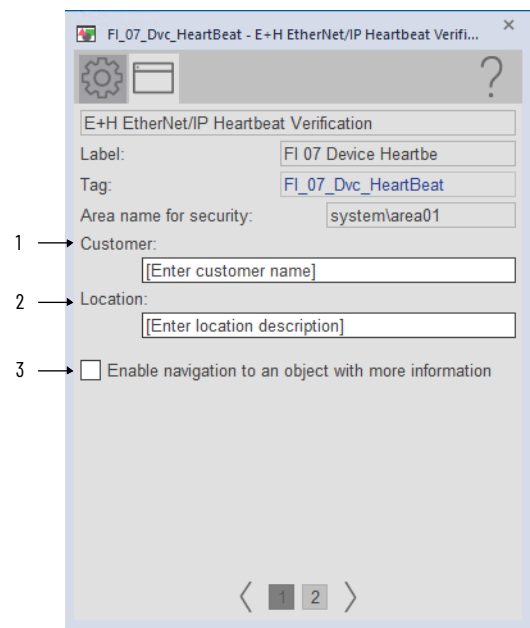 FI_07_Dvc_HeartBeat - E+H EtherNet/IP Heartbeat Verifi... ×
?
E+H EtherNet/IP Heartbeat Verification
Label: FI 07 Device Heartbe
Tag: FI_07_Dvc_HeartBeat
Area name for security: system\area01
1 Customer:
[Enter customer name]
2 Location:
[Enter location description]
3 Enable navigation to an object with more information
1 2